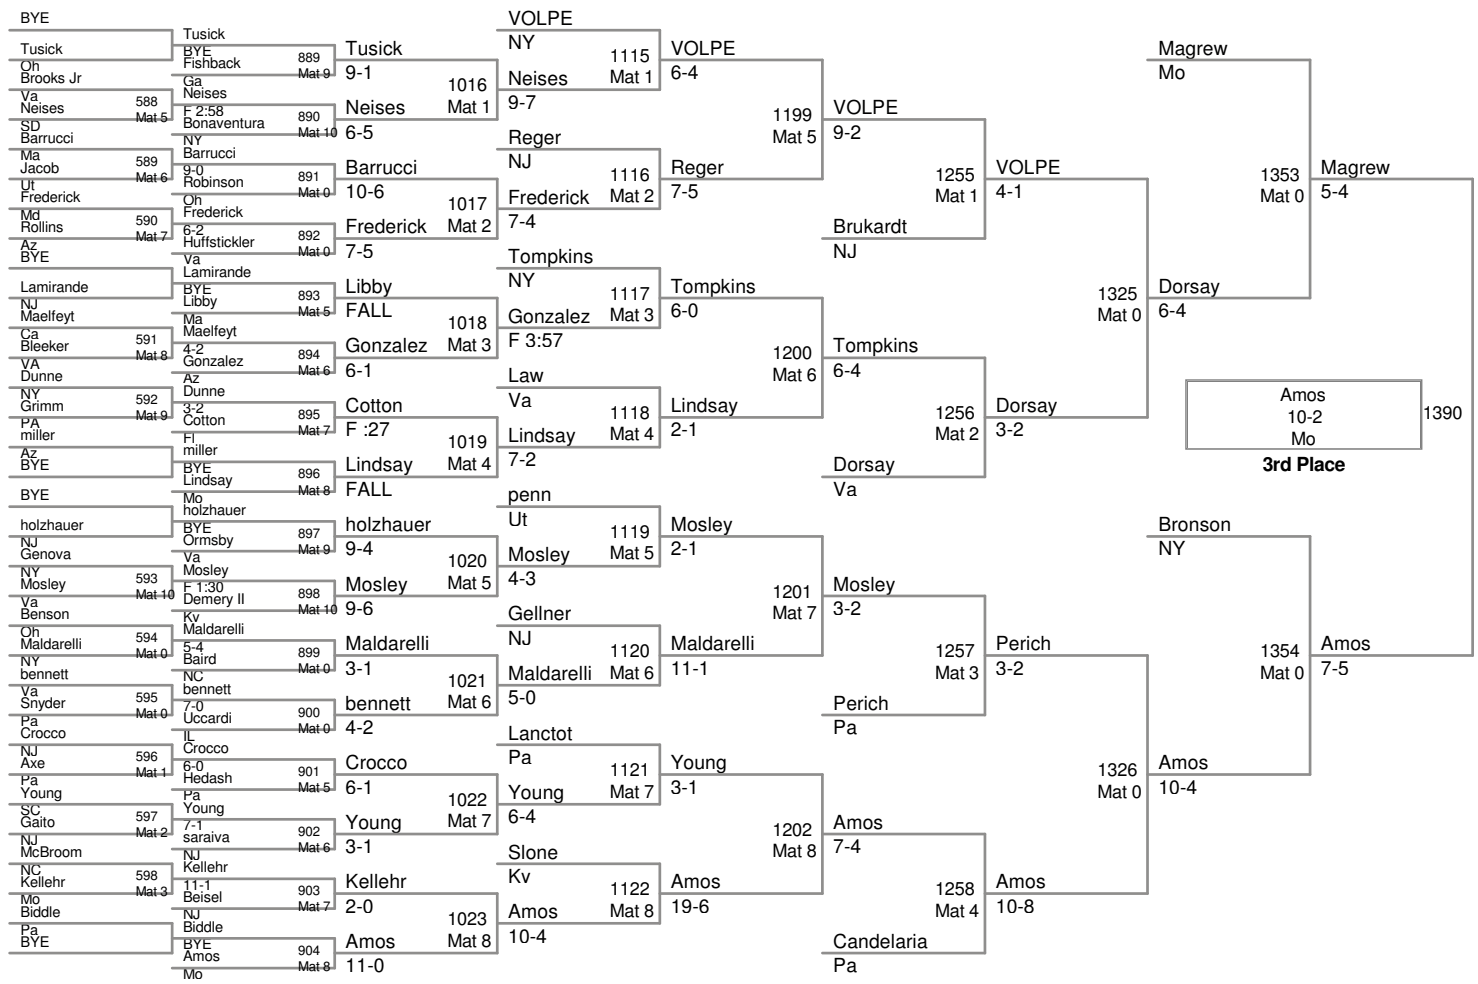 BYE
Tusick
Oh
Brooks Jr
Va
Neises
SD
Barrucci
Ma
Jacob
Ut
Frederick
Md
Rollins
Az
BYE
Lamirande
NJ
Maelfeyt
Ca
Bleeker
VA
Dunne
NY
Grimm
PA
miller
Az
BYE
BYE
holzhauer
NJ
Genova
NY
Mosley
Va
Benson
Oh
Maldarelli
NY
bennett
Va
Snyder
Pa
Crocco
NJ
Axe
Pa
Young
SC
Gaito
NJ
McBroom
NC
Kellehr
Mo
Biddle
Pa
BYE
588
Mat 5
589
Mat 6
590
Mat 7
591
Mat 8
592
Mat 9
593
Mat 10
594
Mat 0
595
Mat 0
596
Mat 1
597
Mat 2
598
Mat 3
Tusick
BYE
Fishback
Ga
Neises
F 2:58
Bonaventura
NY
Barrucci
9-0
Robinson
Oh
Frederick
6-2
Huffstickler
Va
Lamirande
BYE
Libby
Ma
Maelfeyt
4-2
Gonzalez
Az
Dunne
3-2
Cotton
Fl
miller
BYE
Lindsay
Mo
holzhauer
BYE
Ormsby
Va
Mosley
F 1:30
Demery II
Kv
Maldarelli
5-4
Baird
NC
bennett
7-0
Uccardi
IL
Crocco
6-0
Hedash
Pa
Young
7-1
saraiva
NJ
Kellehr
11-1
Beisel
NJ
Biddle
BYE
Amos
Mo
889
Mat 9
890
Mat 10
891
Mat 0
892
Mat 0
893
Mat 5
894
Mat 6
895
Mat 7
896
Mat 8
897
Mat 9
898
Mat 10
899
Mat 0
900
Mat 0
901
Mat 5
902
Mat 6
903
Mat 7
904
Mat 8
Tusick
9-1
Neises
6-5
Barrucci
10-6
Frederick
7-5
Libby
FALL
Gonzalez
6-1
Cotton
F :27
Lindsay
FALL
holzhauer
9-4
Mosley
9-6
Maldarelli
3-1
bennett
4-2
Crocco
6-1
Young
3-1
Kellehr
2-0
Amos
11-0
1016
Mat 1
1017
Mat 2
1018
Mat 3
1019
Mat 4
1020
Mat 5
1021
Mat 6
1022
Mat 7
1023
Mat 8
VOLPE
NY
Neises
9-7
Reger
NJ
Frederick
7-4
Tompkins
NY
Gonzalez
F 3:57
Law
Va
Lindsay
7-2
penn
Ut
Mosley
4-3
Gellner
NJ
Maldarelli
5-0
Lanctot
Pa
Young
6-4
Slone
Kv
Amos
10-4
1115
Mat 1
1116
Mat 2
1117
Mat 3
1118
Mat 4
1119
Mat 5
1120
Mat 6
1121
Mat 7
1122
Mat 8
VOLPE
6-4
Reger
7-5
Tompkins
6-0
Lindsay
2-1
Mosley
2-1
Maldarelli
11-1
Young
3-1
Amos
19-6
1199
Mat 5
1200
Mat 6
1201
Mat 7
1202
Mat 8
VOLPE
9-2
Brukardt
NJ
Tompkins
6-4
Dorsay
Va
Mosley
3-2
Perich
Pa
Amos
7-4
Candelaria
Pa
1255
Mat 1
1256
Mat 2
1257
Mat 3
1258
Mat 4
VOLPE
4-1
Dorsay
3-2
Perich
3-2
Amos
10-8
1325
Mat 0
1326
Mat 0
Magrew
Mo
Dorsay
6-4
Bronson
NY
Amos
10-4
1353
Mat 0
1354
Mat 0
Magrew
5-4
Amos
7-5
Amos
10-2
Mo
1390
3rd Place